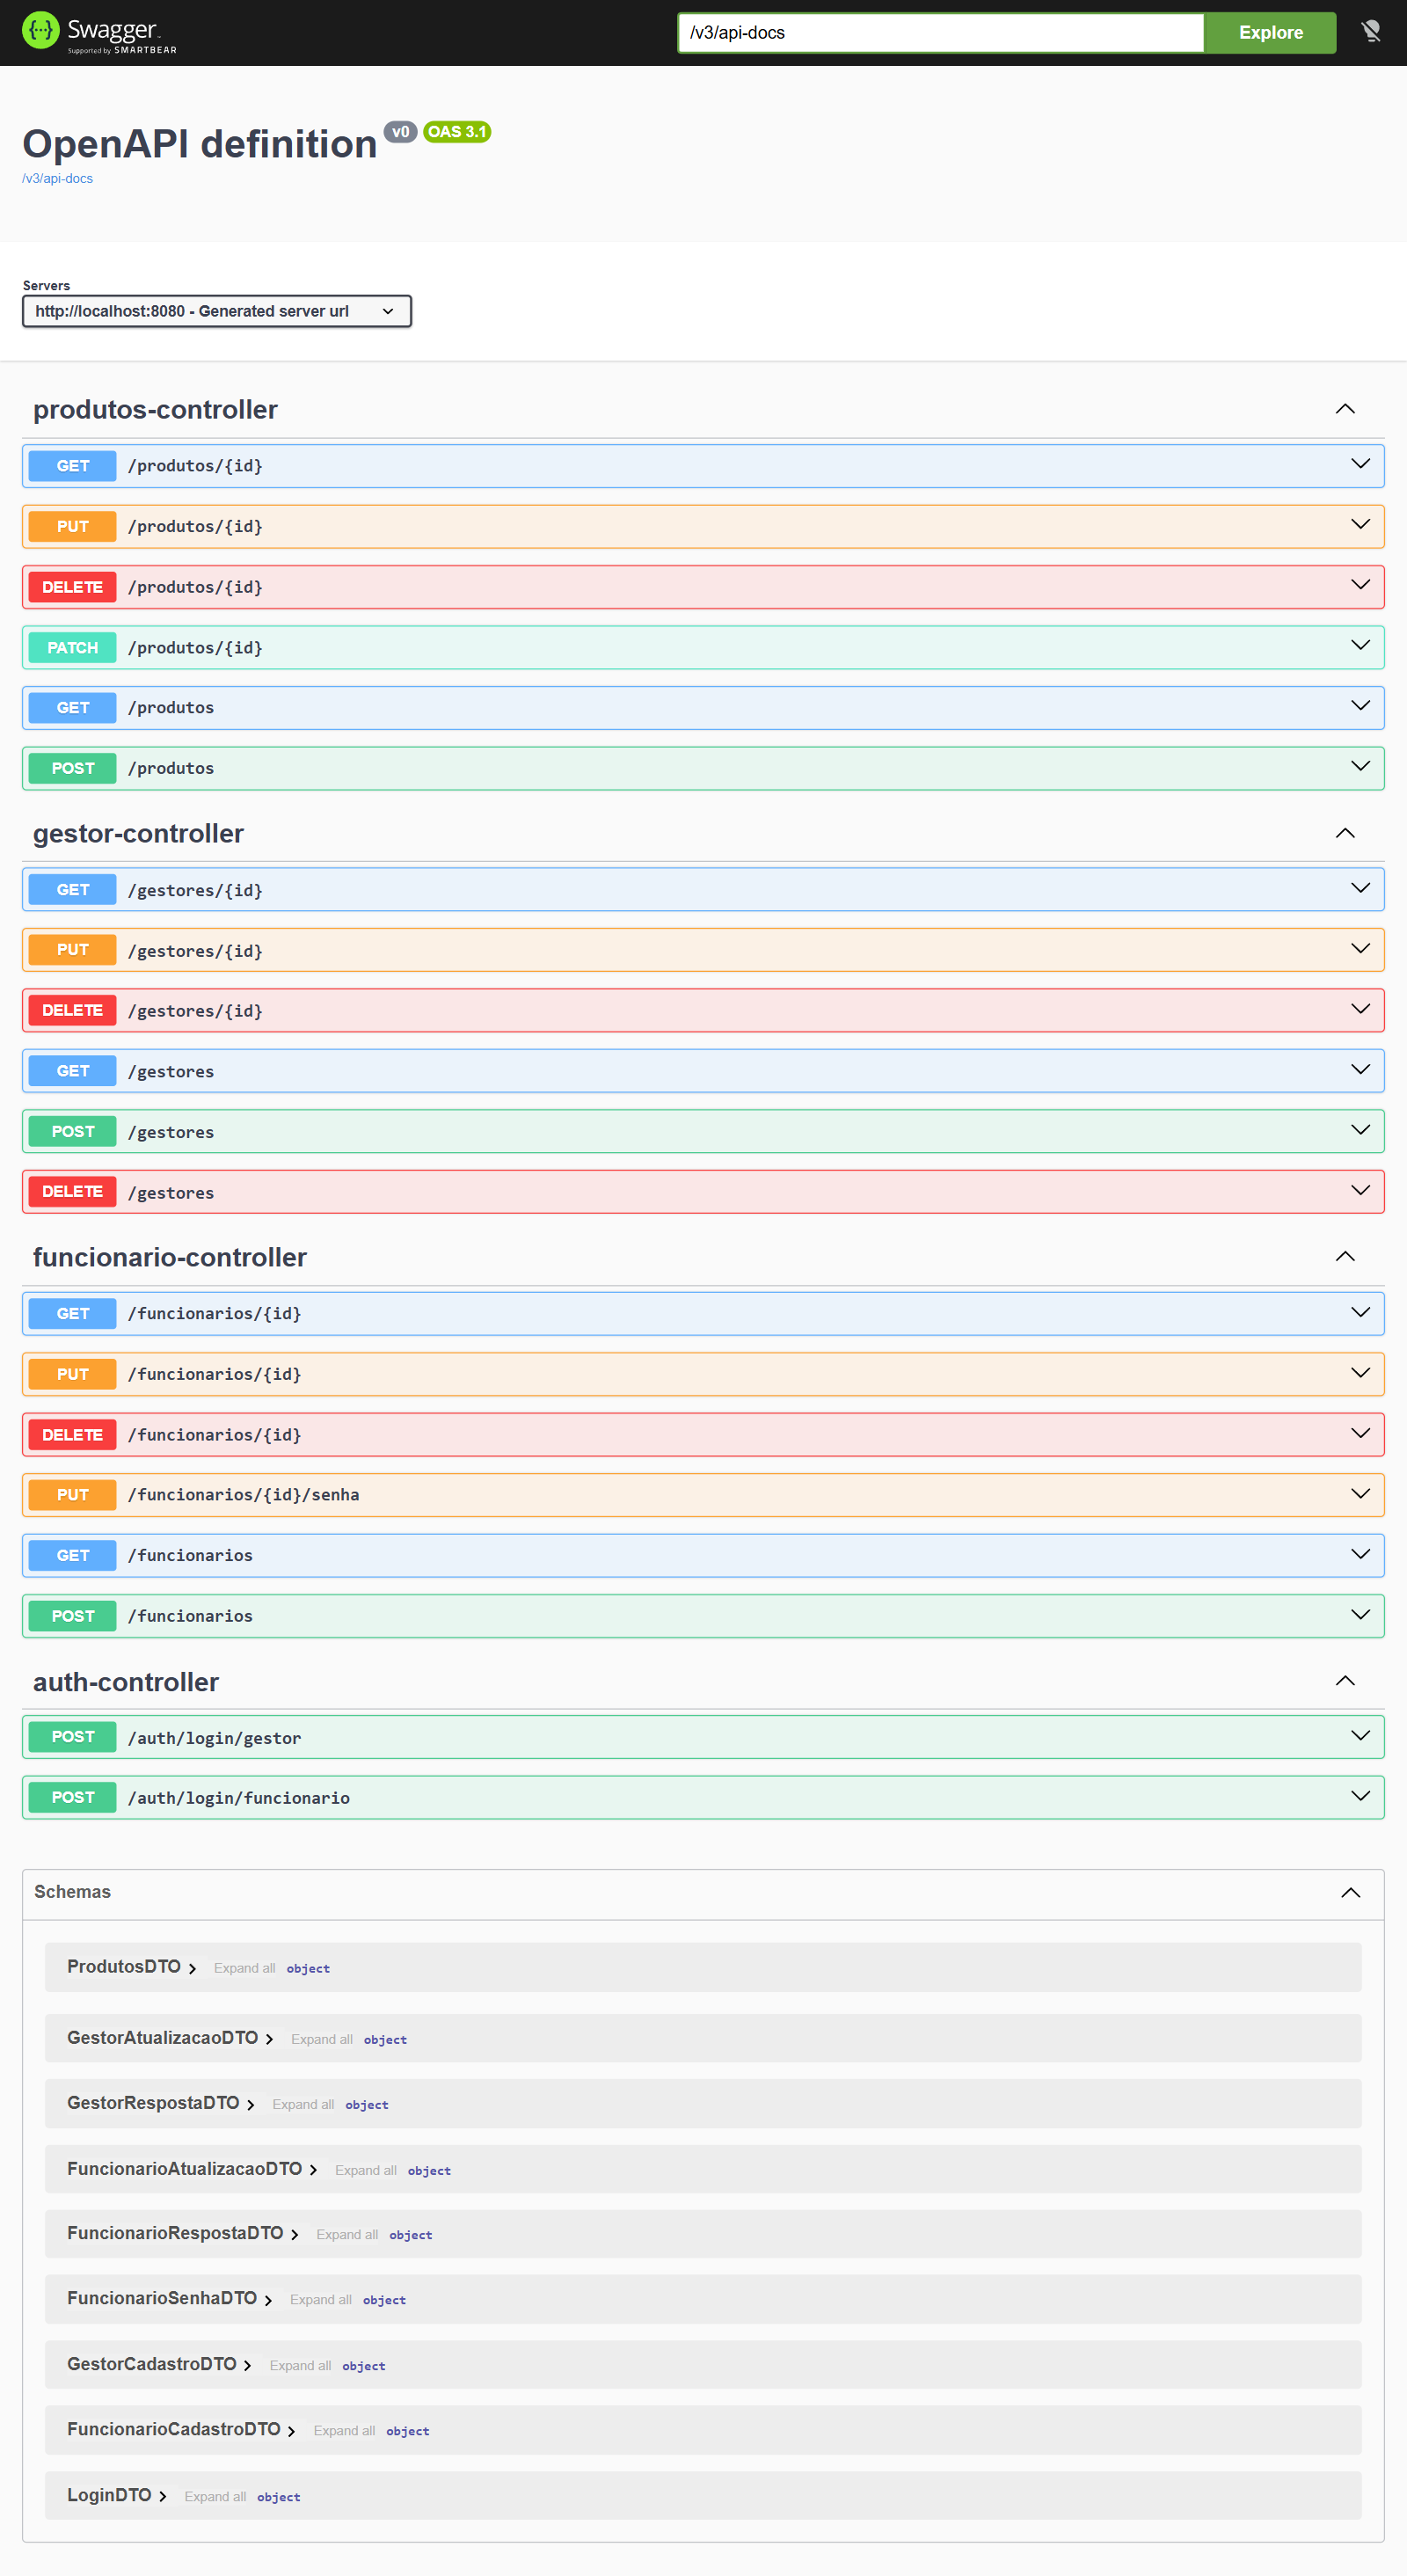 Swagger
Supported by SMARTBEAR
/v3/api-docs
Explore
OpenAPI definition v0 OAS 3.1
/v3/api-docs
Servers
http://localhost:8080 - Generated server url
produtos-controller
GET /produtos/{id}
PUT /produtos/{id}
DELETE /produtos/{id}
PATCH /produtos/{id}
GET /produtos
POST /produtos
gestor-controller
GET /gestores/{id}
PUT /gestores/{id}
DELETE /gestores/{id}
GET /gestores
POST /gestores
DELETE /gestores
funcionario-controller
GET /funcionarios/{id}
PUT /funcionarios/{id}
DELETE /funcionarios/{id}
PUT /funcionarios/{id}/senha
GET /funcionarios
POST /funcionarios
auth-controller
POST /auth/login/gestor
POST /auth/login/funcionario
Schemas
ProdutosDTO Expand all object
GestorAtualizacaoDTO Expand all object
GestorRespostaDTO Expand all object
FuncionarioAtualizacaoDTO Expand all object
FuncionarioRespostaDTO Expand all object
FuncionarioSenhaDTO Expand all object
GestorCadastroDTO Expand all object
FuncionarioCadastroDTO Expand all object
LoginDTO Expand all object